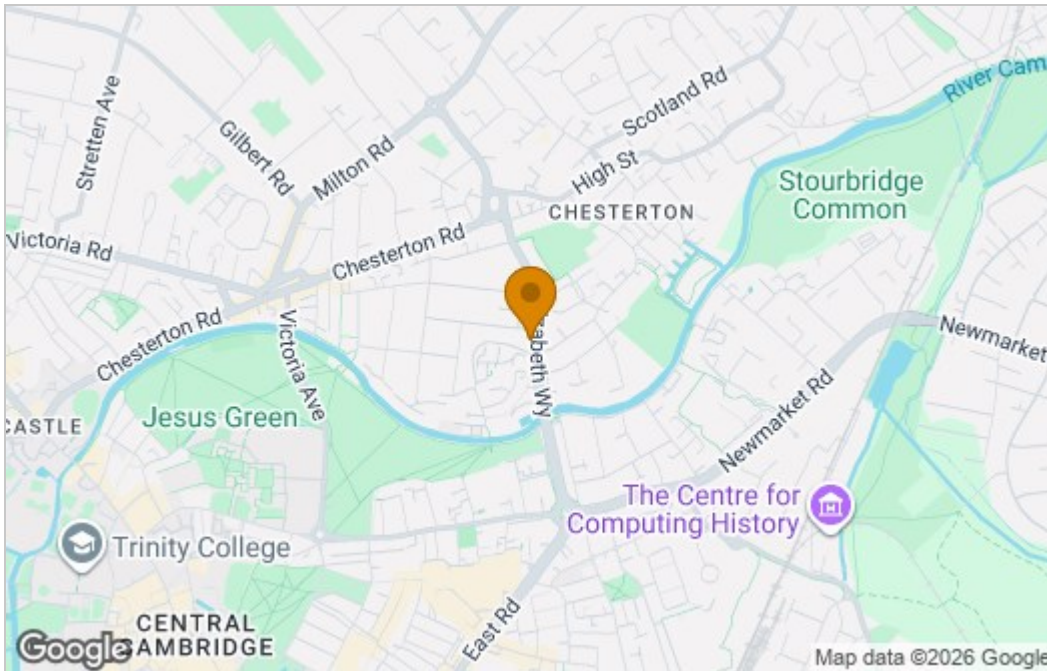 Stretten Ave
Gilbert Rd
Milton Rd
Scotland Rd
High St
River Cam
Stourbridge
Common
CHESTERTON
Victoria Rd
Chesterton Rd
Chesterton Rd
Victoria Ave
zabeth Wy
Newmarket
Newmarket Rd
Jesus Green
CASTLE
The Centre for
Computing History
Trinity College
CENTRAL
CAMBRIDGE
East Rd
Google
Map data ©2026 Google